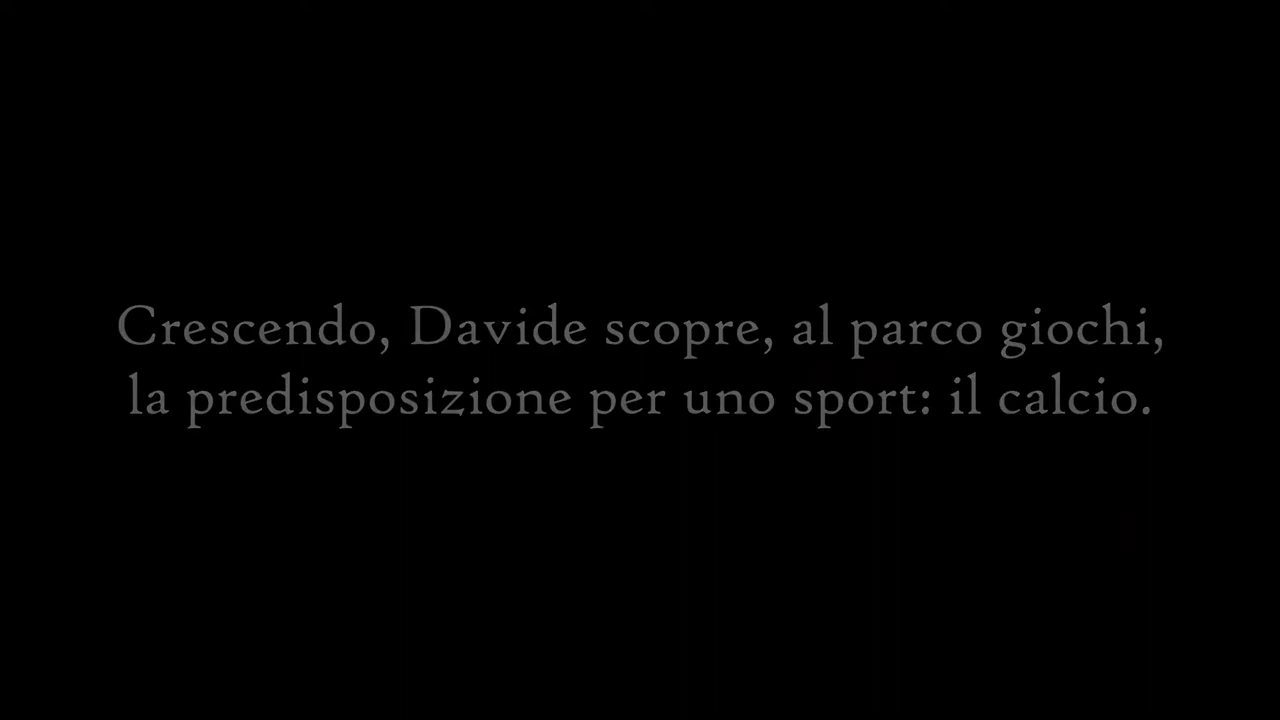 Crescendo, Davide scopre, al parco giochi,
la predisposizione per uno sport: il calcio.